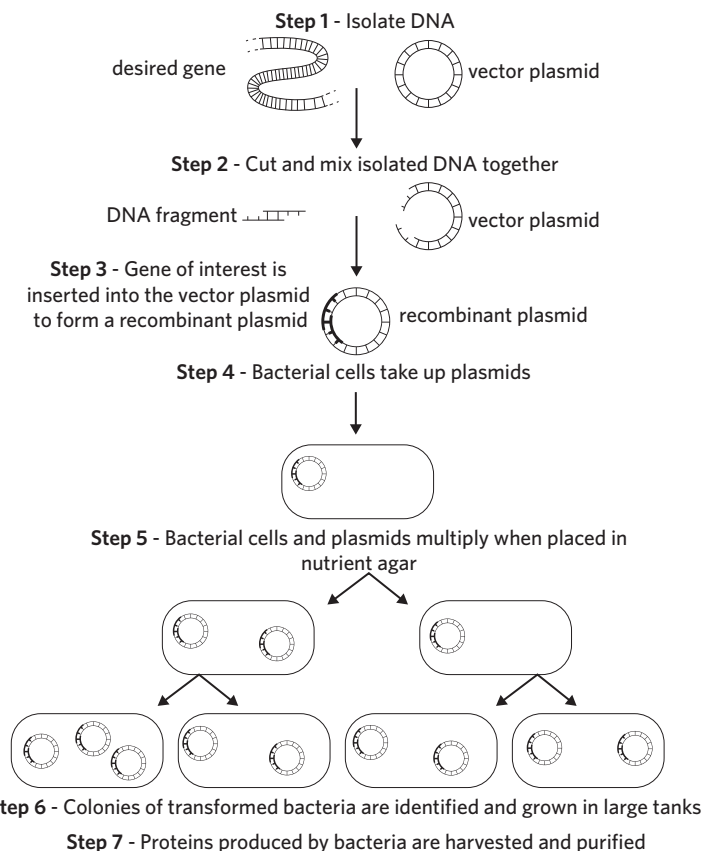 Step 1 - Isolate DNA
desired gene
vector plasmid
Step 2 - Cut and mix isolated DNA together
DNA fragment
vector plasmid
Step 3 - Gene of interest is
inserted into the vector plasmid
to form a recombinant plasmid
recombinant plasmid
Step 4 - Bacterial cells take up plasmids
Step 5 - Bacterial cells and plasmids multiply when placed in
nutrient agar
tep 6 - Colonies of transformed bacteria are identified and grown in large tanks
Step 7 - Proteins produced by bacteria are harvested and purified